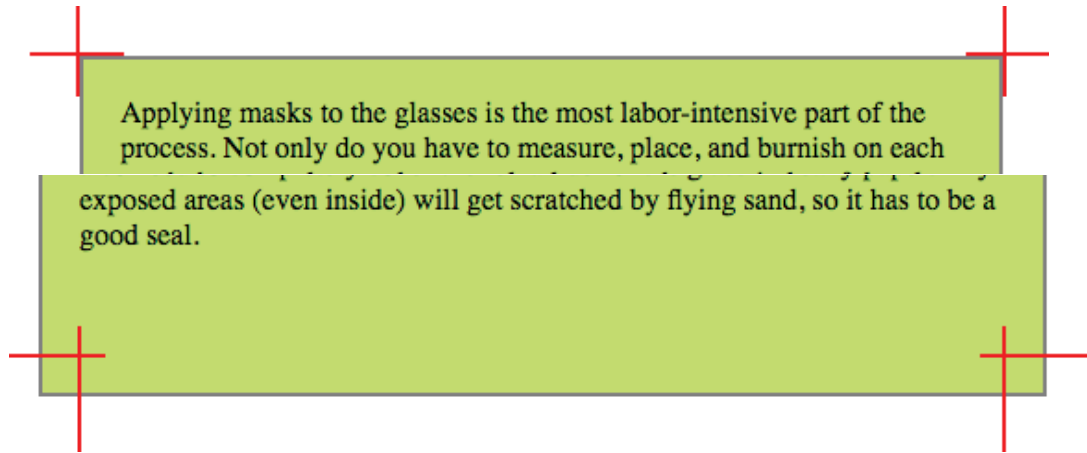 Applying masks to the glasses is the most labor-intensive part of the
process. Not only do you have to measure, place, and burnish on each
exposed areas (even inside) will get scratched by flying sand, so it has to be a
good seal.